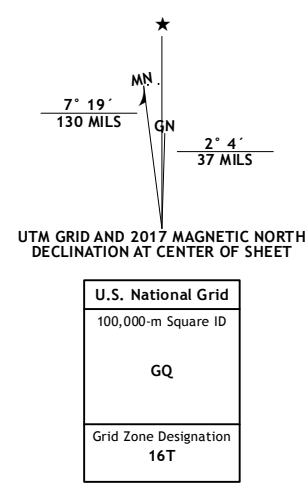 ★
MN
7° 19´
130 MILS
GN
2° 4´
37 MILS
UTM GRID AND 2017 MAGNETIC NORTH
DECLINATION AT CENTER OF SHEET
U.S. National Grid
100,000-m Square ID
GQ
Grid Zone Designation
16T